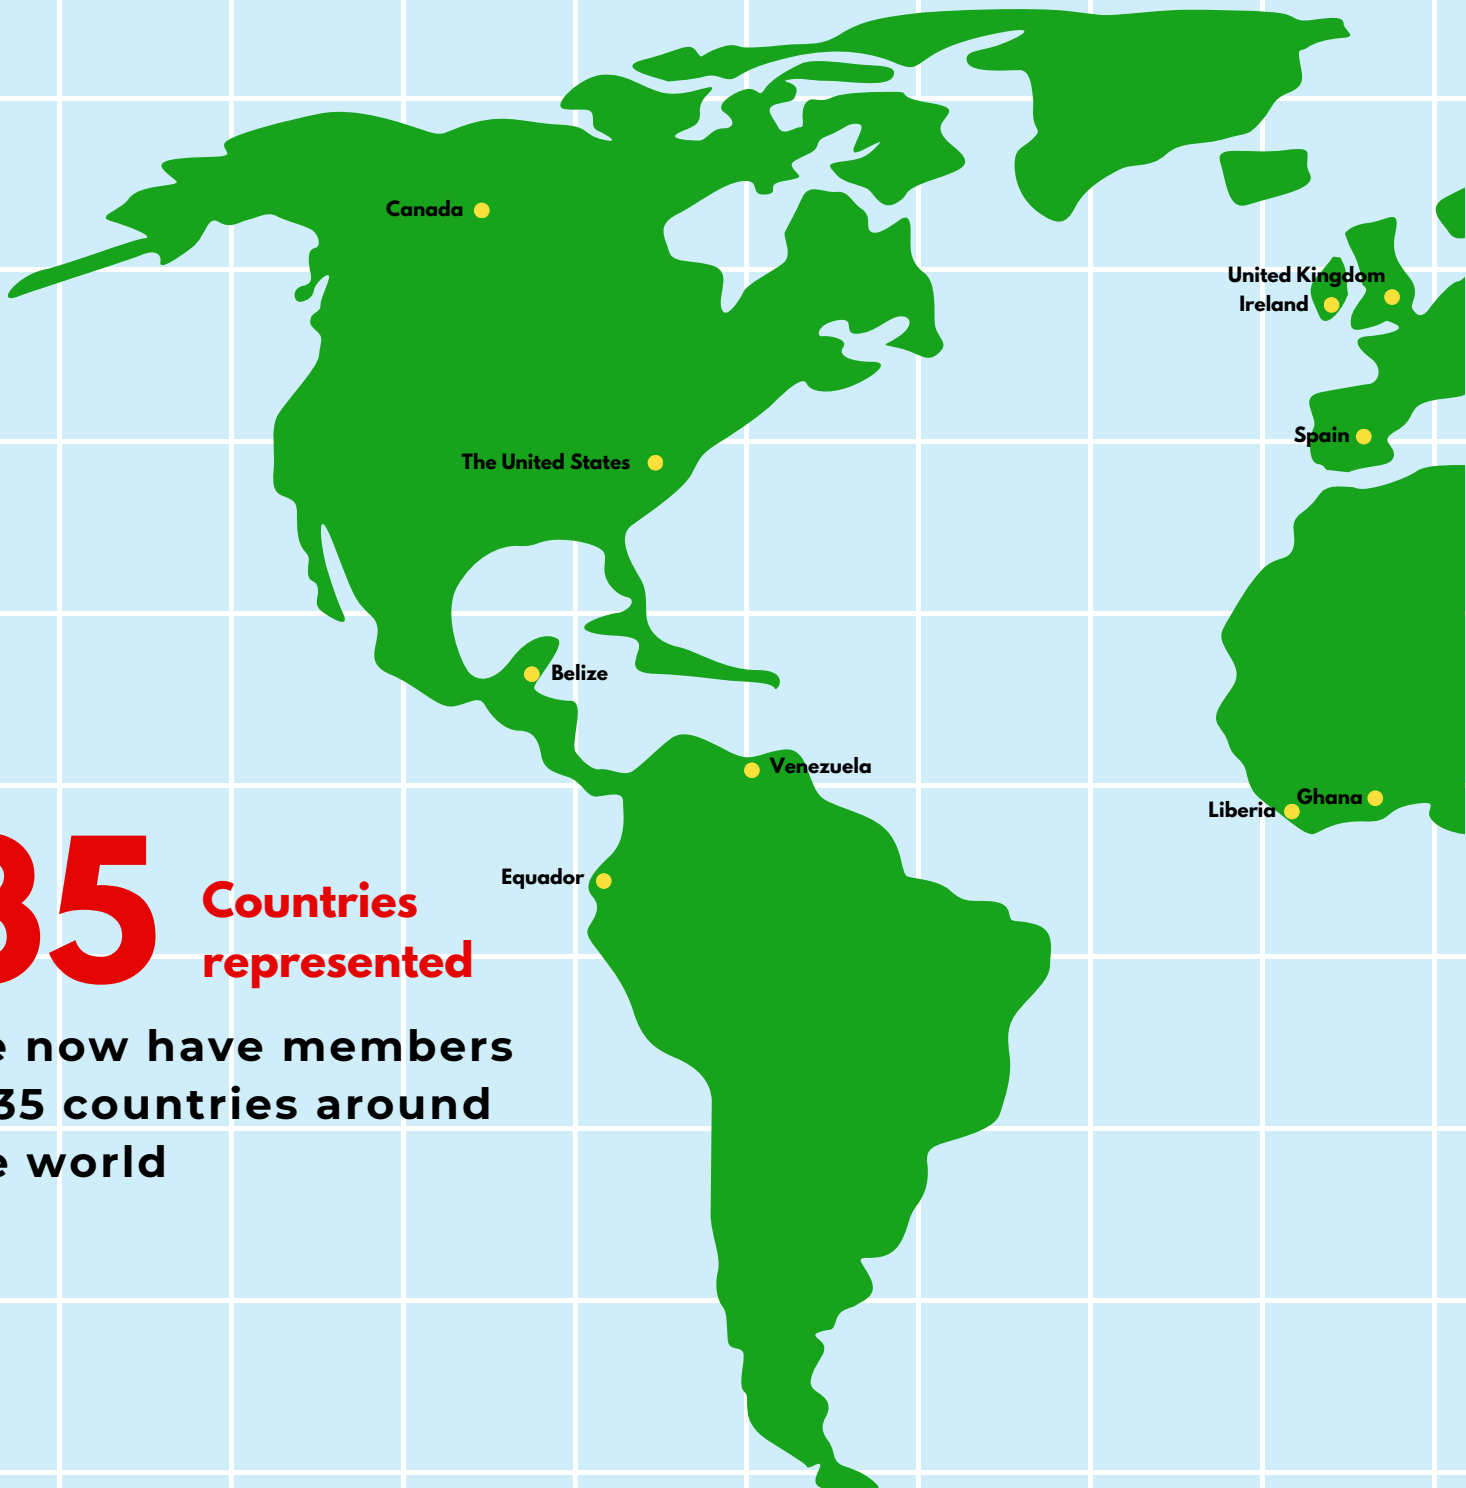 Canada
United Kingdom
Ireland
Spain
The United States
Belize
Venezuela
Ghana
Liberia
Equador
35
Countries
represented
now have members
35 countries around
world